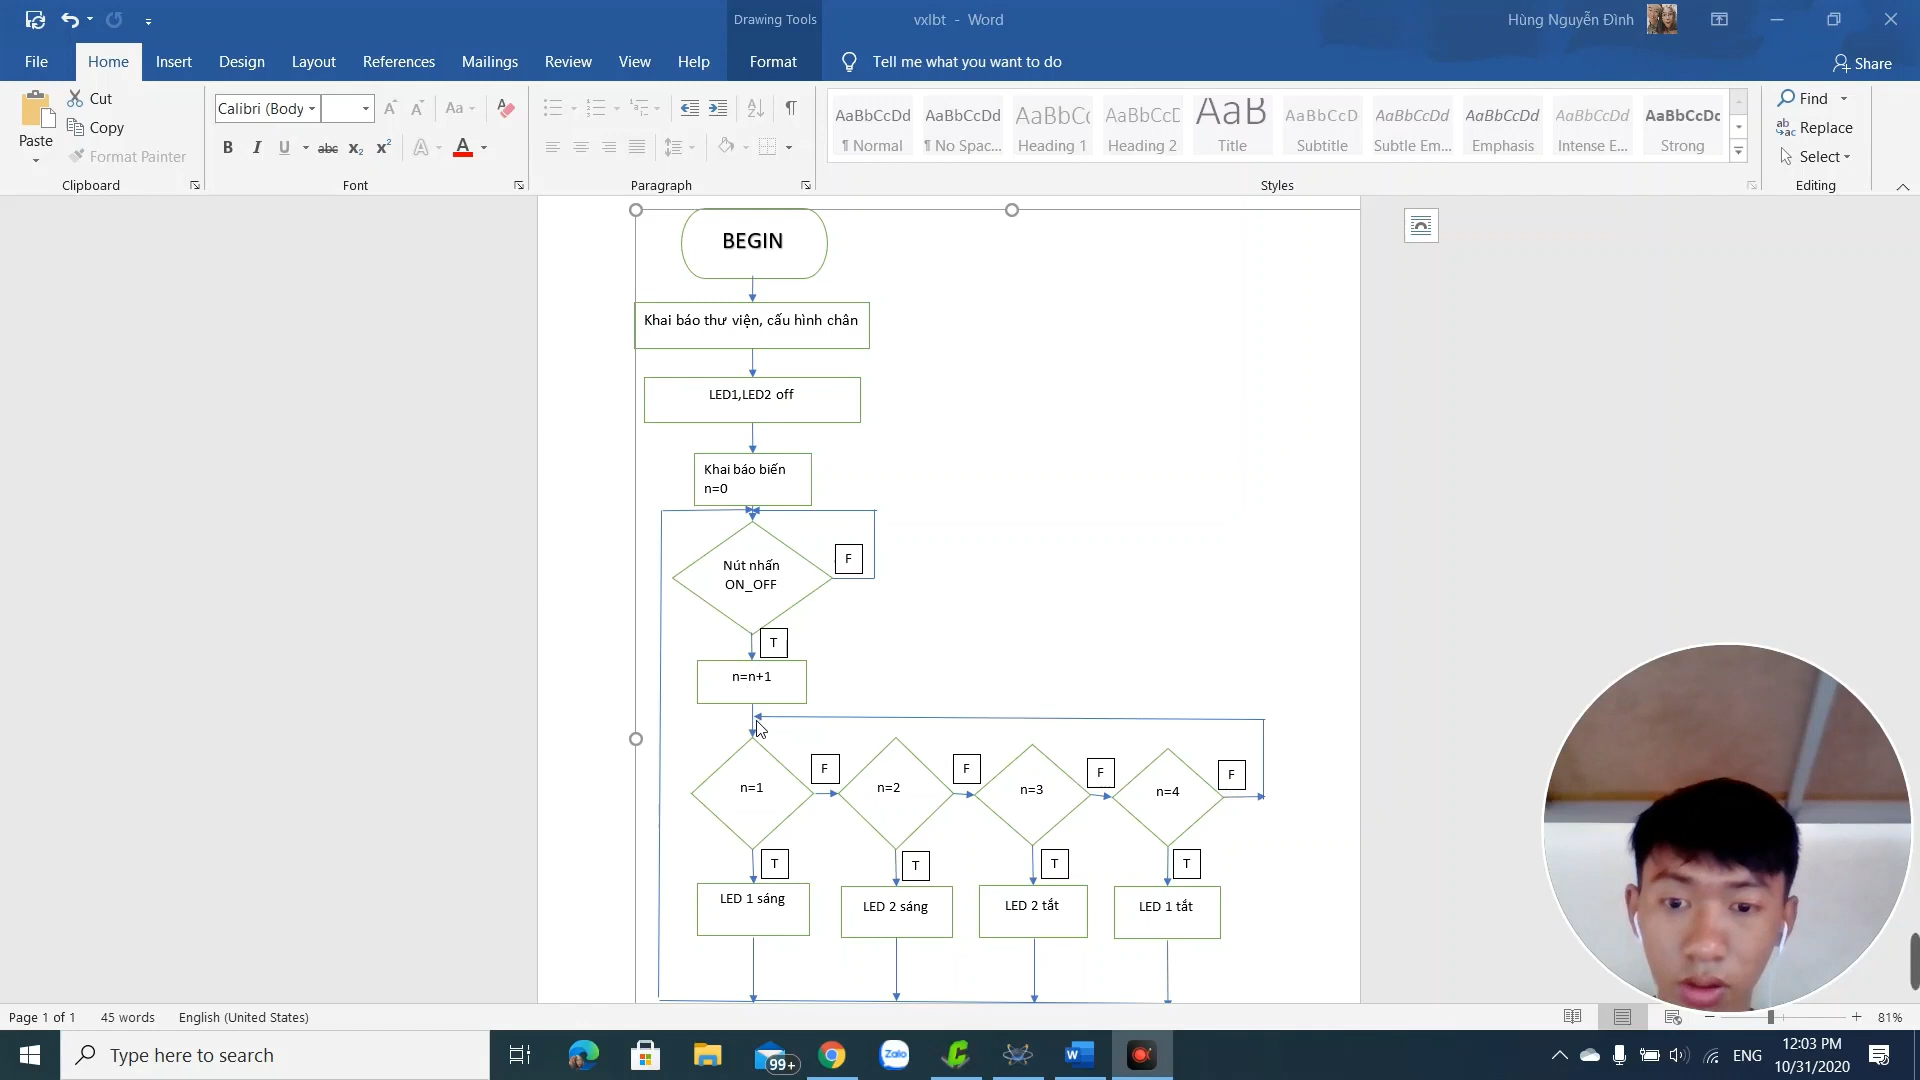 Drawing Tools
vxlbt - Word
Hùng Nguyễn Đình
File
Home
Insert
Design
Layout
References
Mailings
Review
View
Help
Format
Tell me what you want to do
Share
Paste
Cut
Copy
Format Painter
Clipboard
Calibri (Body
Aa
B I U abc x₂ x² A A
Font
Paragraph
AaBbCcDd
¶ Normal
AaBbCcDd
¶ No Spac...
AaBbCc
Heading 1
AaBbCcD
Heading 2
AaB
Title
AaBbCcD
Subtitle
AaBbCcDd
Subtle Em...
AaBbCcDd
Emphasis
AaBbCcDd
Intense E...
AaBbCcDc
Strong
Styles
Find
Replace
Select
Editing
BEGIN
Khai báo thư viện, cấu hình chân
LED1,LED2 off
Khai báo biến
n=0
Nút nhấn
ON_OFF
F
T
n=n+1
n=1
F
n=2
F
n=3
F
n=4
F
T
T
T
T
LED 1 sáng
LED 2 sáng
LED 2 tắt
LED 1 tắt
Page 1 of 1
45 words
English (United States)
81%
Type here to search
99+
Zalo
ENG
12:03 PM
10/31/2020